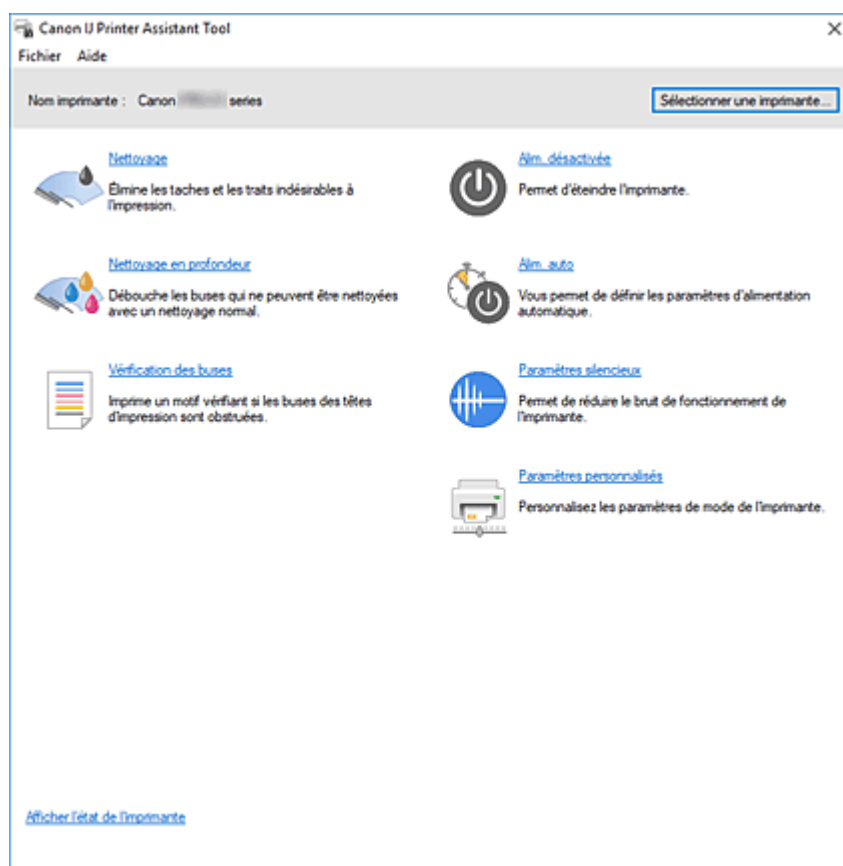 Canon IJ Printer Assistant Tool
Fichier Aide
Nom imprimante : Canon series
Sélectionner une imprimante...
Nettoyage
Élimine les taches et les traits indésirables à
l'impression.
Nettoyage en profondeur
Débouche les buses qui ne peuvent être nettoyées
avec un nettoyage normal.
Vérification des buses
Imprime un motif vérifiant si les buses des têtes
d'impression sont obstruées.
Alim. désactivée
Permet d'éteindre l'imprimante.
Alim. auto
Vous permet de définir les paramètres d'alimentation
automatique.
Paramètres silencieux
Permet de réduire le bruit de fonctionnement de
l'imprimante.
Paramètres personnalisés
Personnalisez les paramètres de mode de l'imprimante.
Afficher l'état de l'imprimante